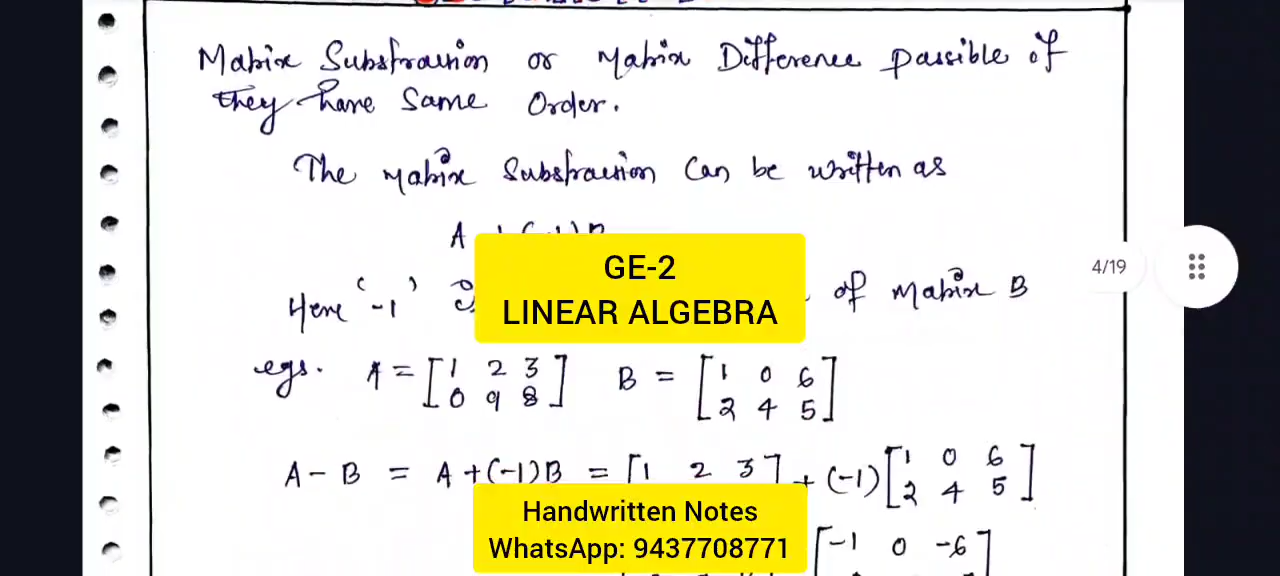 Matrix Substraction or Matrix Difference possible if
they have same order.
The matrix Substraction can be written as
A
Here '-1' of matrix B
egs. A = [1 2 3
0 9 8] B = [1 0 6
2 4 5]
A - B = A + (-1)B = [1 2 3] + (-1)[1 0 6
2 4 5]
[-1 0 -6]
GE-2
LINEAR ALGEBRA
Handwritten Notes
WhatsApp: 9437708771
4/19